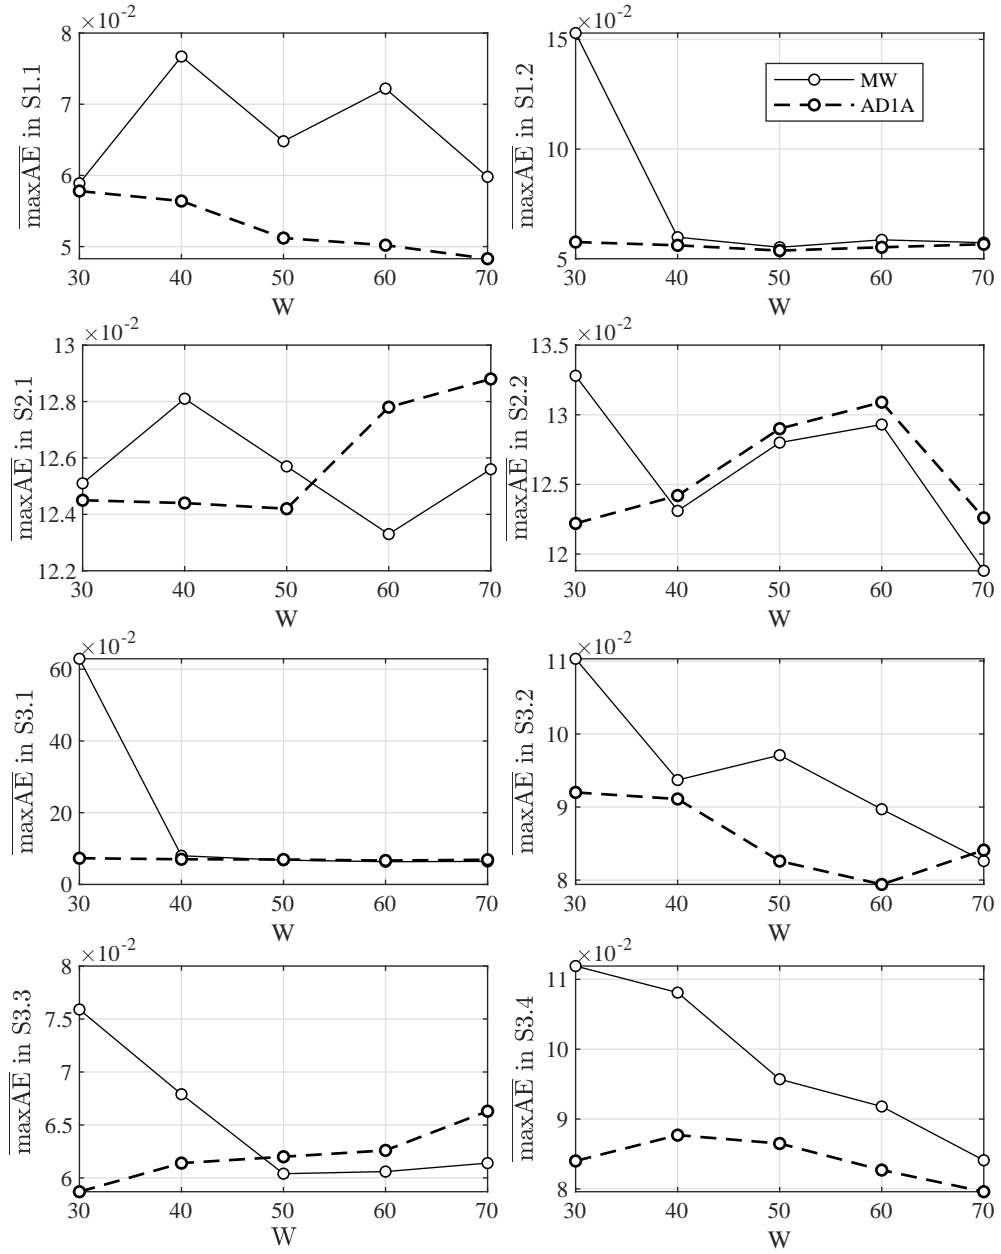 ×10-2
8
7
6
5
30 40 50 60 70
W
maxAE in S1.1
×10-2
15
10
5
30 40 50 60 70
W
maxAE in S1.2
MW
AD1A
×10-2
13
12.8
12.6
12.4
12.2
30 40 50 60 70
W
maxAE in S2.1
×10-2
13.5
13
12.5
12
30 40 50 60 70
W
maxAE in S2.2
×10-2
60
40
20
0
30 40 50 60 70
W
maxAE in S3.1
×10-2
11
10
9
8
30 40 50 60 70
W
maxAE in S3.2
×10-2
8
7.5
7
6.5
6
30 40 50 60 70
W
maxAE in S3.3
×10-2
11
10
9
8
30 40 50 60 70
W
maxAE in S3.4